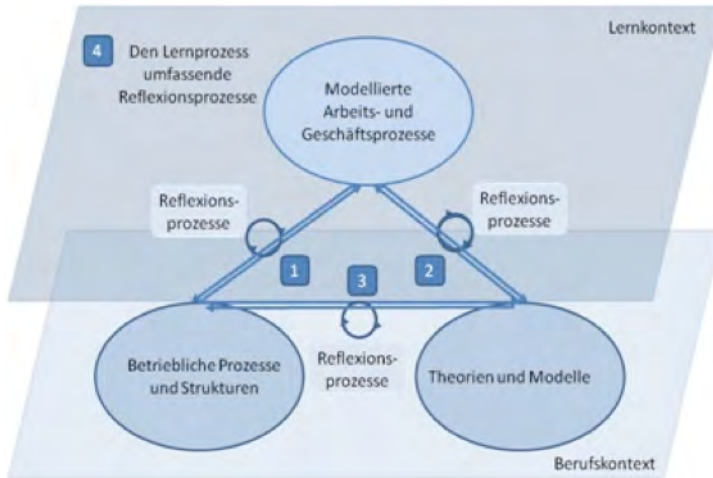 Lernkontext
4 Den Lernprozess
umfassende
Reflexionsprozesse
Modellierte
Arbeits- und
Geschäftsprozesse
Reflexions-
prozesse
Reflexions-
prozesse
1
3
2
Betriebliche Prozesse
und Strukturen
Reflexions-
prozesse
Theorien und Modelle
Berufskontext